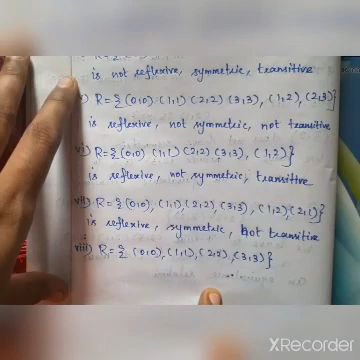 is not reflexive, symmetric, transitive
v) R={(0,0) (1,1) (2,2) (3,3), (1,2), (2,3)}
is reflexive, not symmetric, not transitive
vi) R={(0,0) (1,1) (2,2) (3,3), (1,2)}
is reflexive, not symmetric, transitive
vii) R={(0,0), (1,1) (2,2), (3,3), (1,2), (2,1)}
is reflexive, symmetric, not transitive
viii) R={(0,0), (1,1), (2,2), (3,3)}
XRecorder